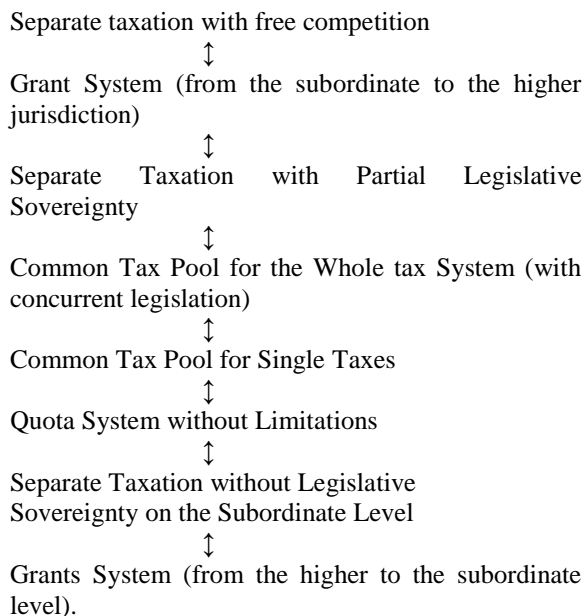 Separate taxation with free competition
↕
Grant System (from the subordinate to the higher
jurisdiction)
↕
Separate Taxation with Partial Legislative
Sovereignty
↕
Common Tax Pool for the Whole tax System (with
concurrent legislation)
↕
Common Tax Pool for Single Taxes
↕
Quota System without Limitations
↕
Separate Taxation without Legislative
Sovereignty on the Subordinate Level
↕
Grants System (from the higher to the subordinate
level).